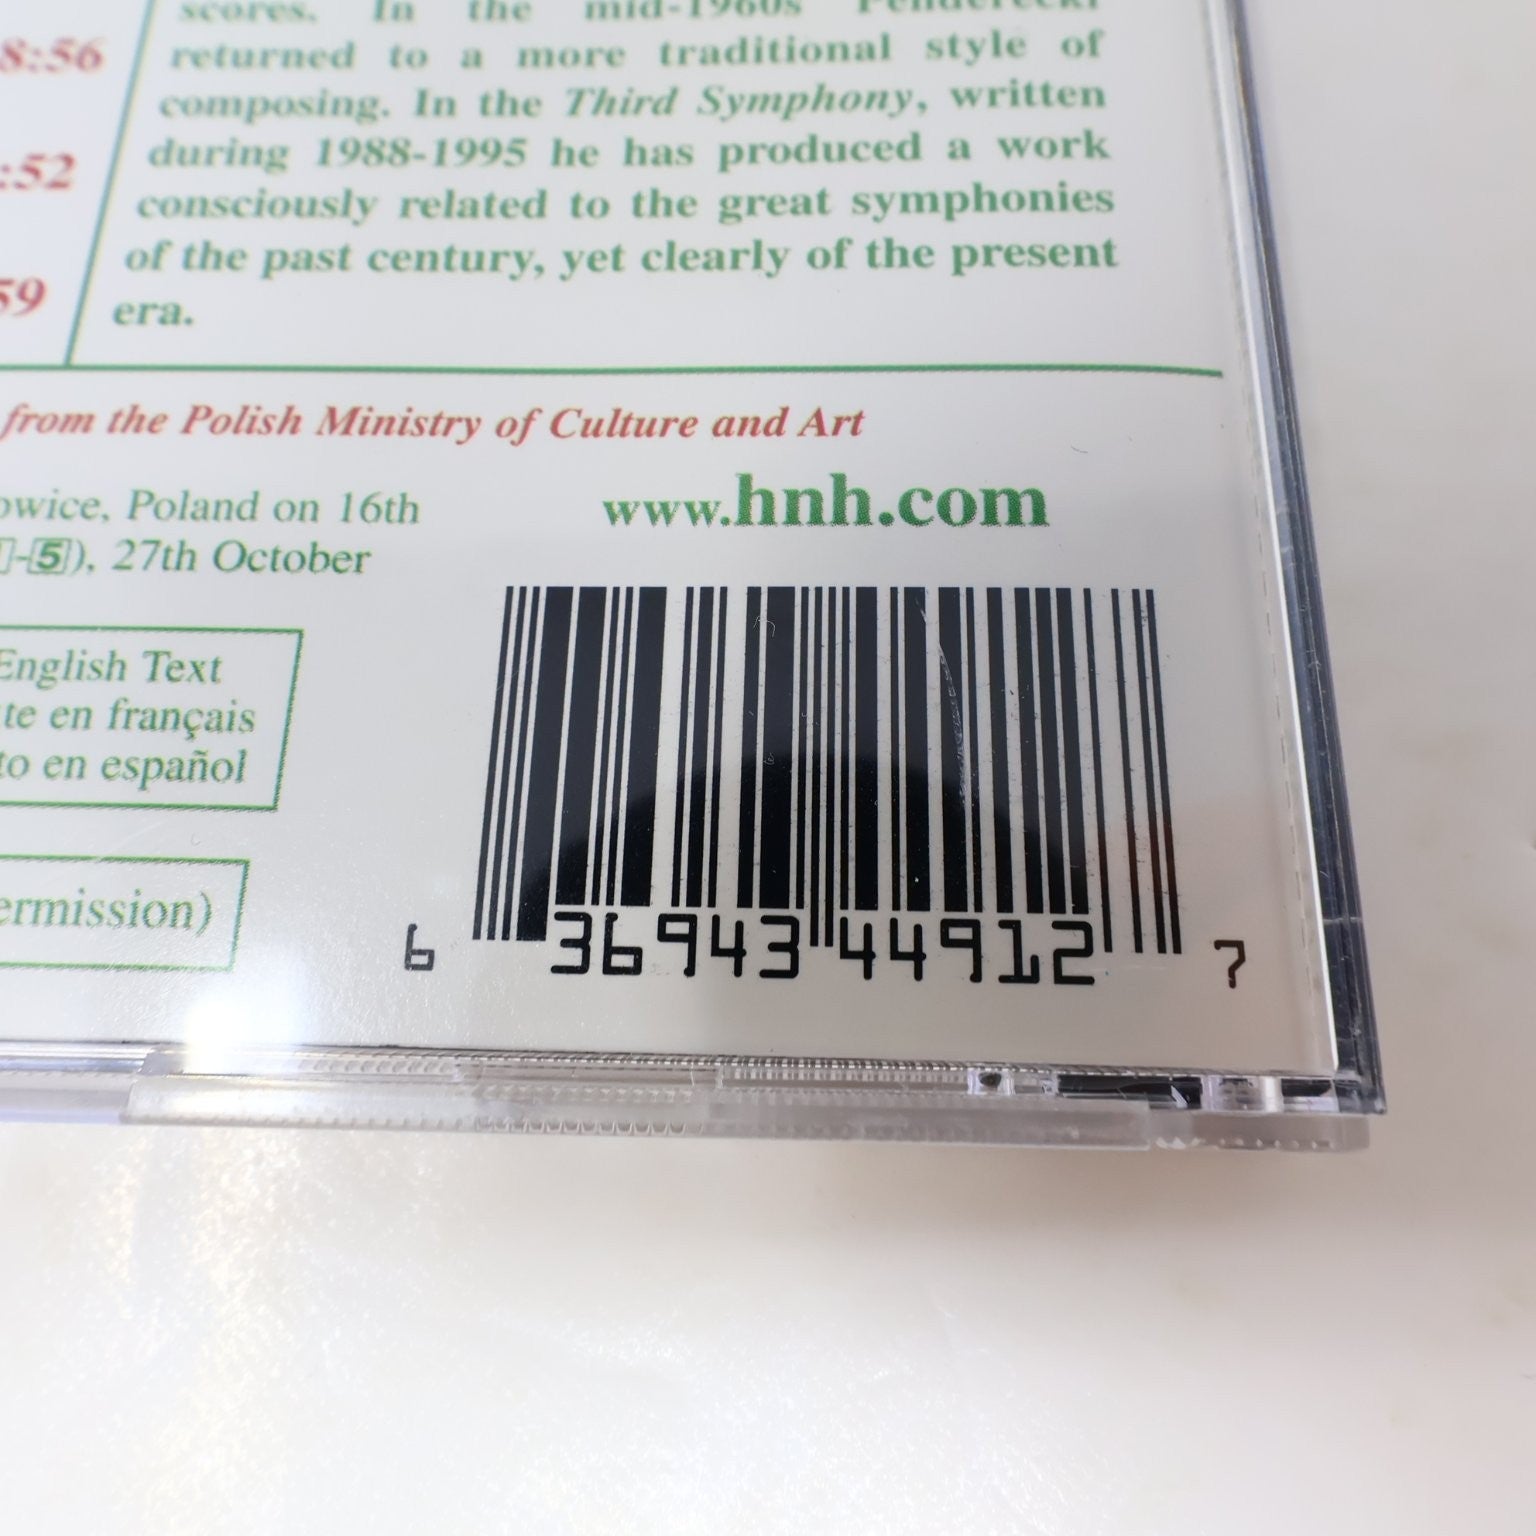 8:56
:52
59
scores. In the mid-1960s Penderecki
returned to a more traditional style of
composing. In the Third Symphony, written
during 1988-1995 he has produced a work
consciously related to the great symphonies
of the past century, yet clearly of the present
era.
from the Polish Ministry of Culture and Art
owice, Poland on 16th
-5), 27th October
www.hnh.com
English Text
te en français
to en español
ermission)
6 36943 44912 7